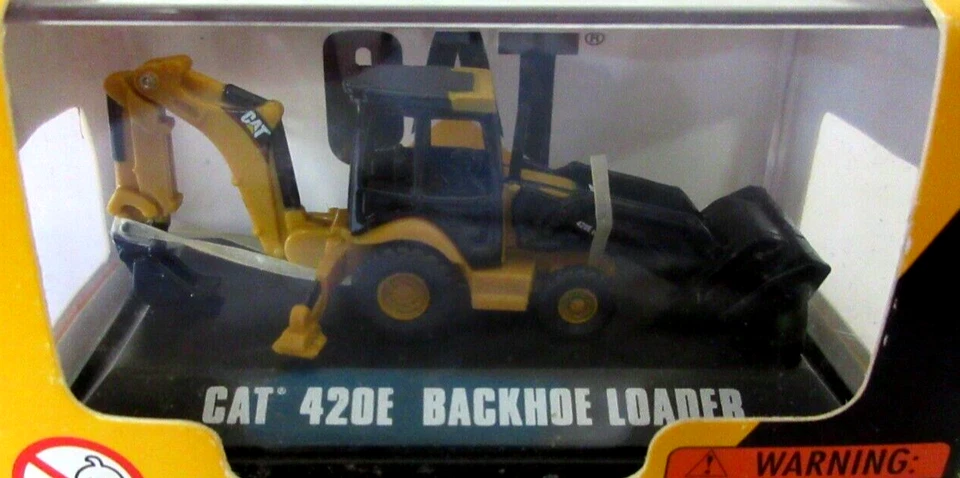 CAT®
CAT
CAT® 420E BACKHOE LOADER
WARNING: